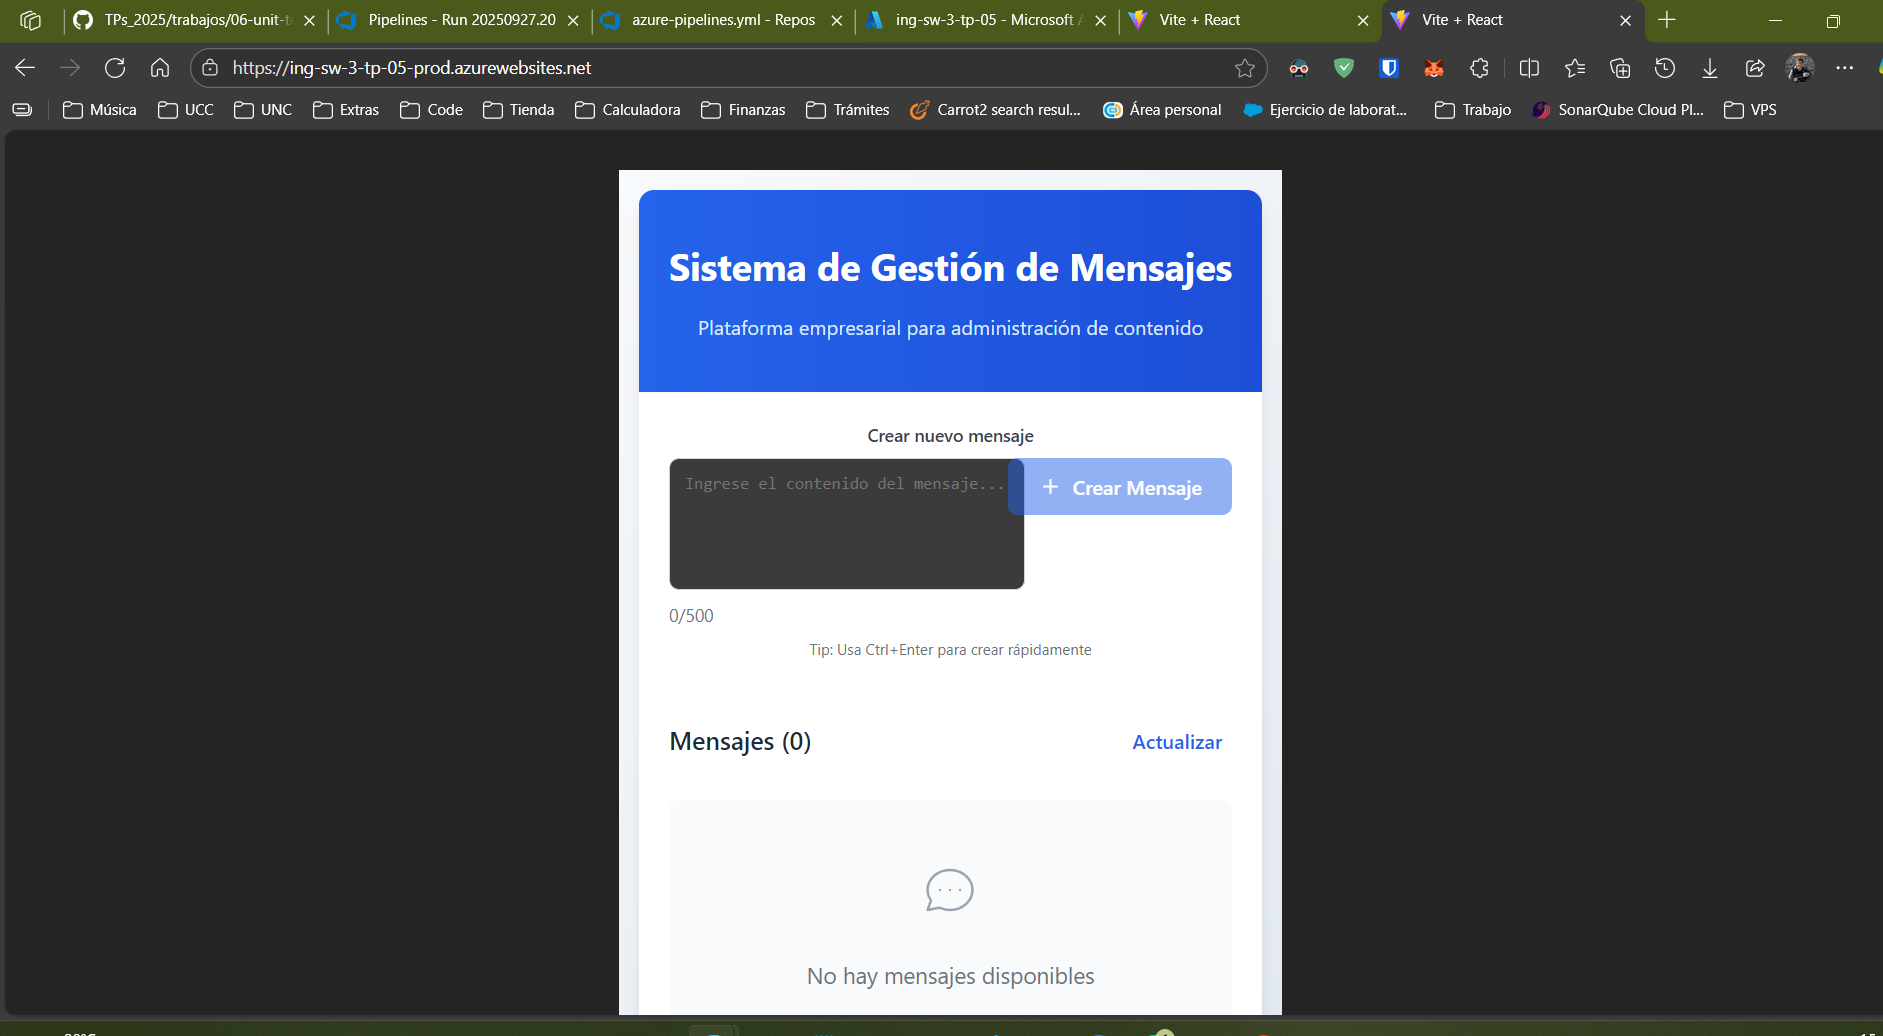 TPs_2025/trabajos/06-unit-t
Pipelines - Run 20250927.20
azure-pipelines.yml - Repos
ing-sw-3-tp-05 - Microsoft A
Vite + React
Vite + React
https://ing-sw-3-tp-05-prod.azurewebsites.net
Música
UCC
UNC
Extras
Code
Tienda
Calculadora
Finanzas
Trámites
Carrot2 search resul...
Área personal
Ejercicio de laborat...
Trabajo
SonarQube Cloud Pl...
VPS
Sistema de Gestión de Mensajes
Plataforma empresarial para administración de contenido
Crear nuevo mensaje
Ingrese el contenido del mensaje...
+ Crear Mensaje
0/500
Tip: Usa Ctrl+Enter para crear rápidamente
Mensajes (0)
Actualizar
No hay mensajes disponibles